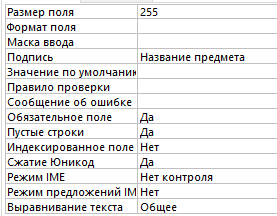 Размер поля 255
Формат поля
Маска ввода
Подпись Название предмета
Значение по умолчанию
Правило проверки
Сообщение об ошибке
Обязательное поле Да
Пустые строки Да
Индексированное поле Нет
Сжатие Юникод Да
Режим IME Нет контроля
Режим предложений IM Нет
Выравнивание текста Общее